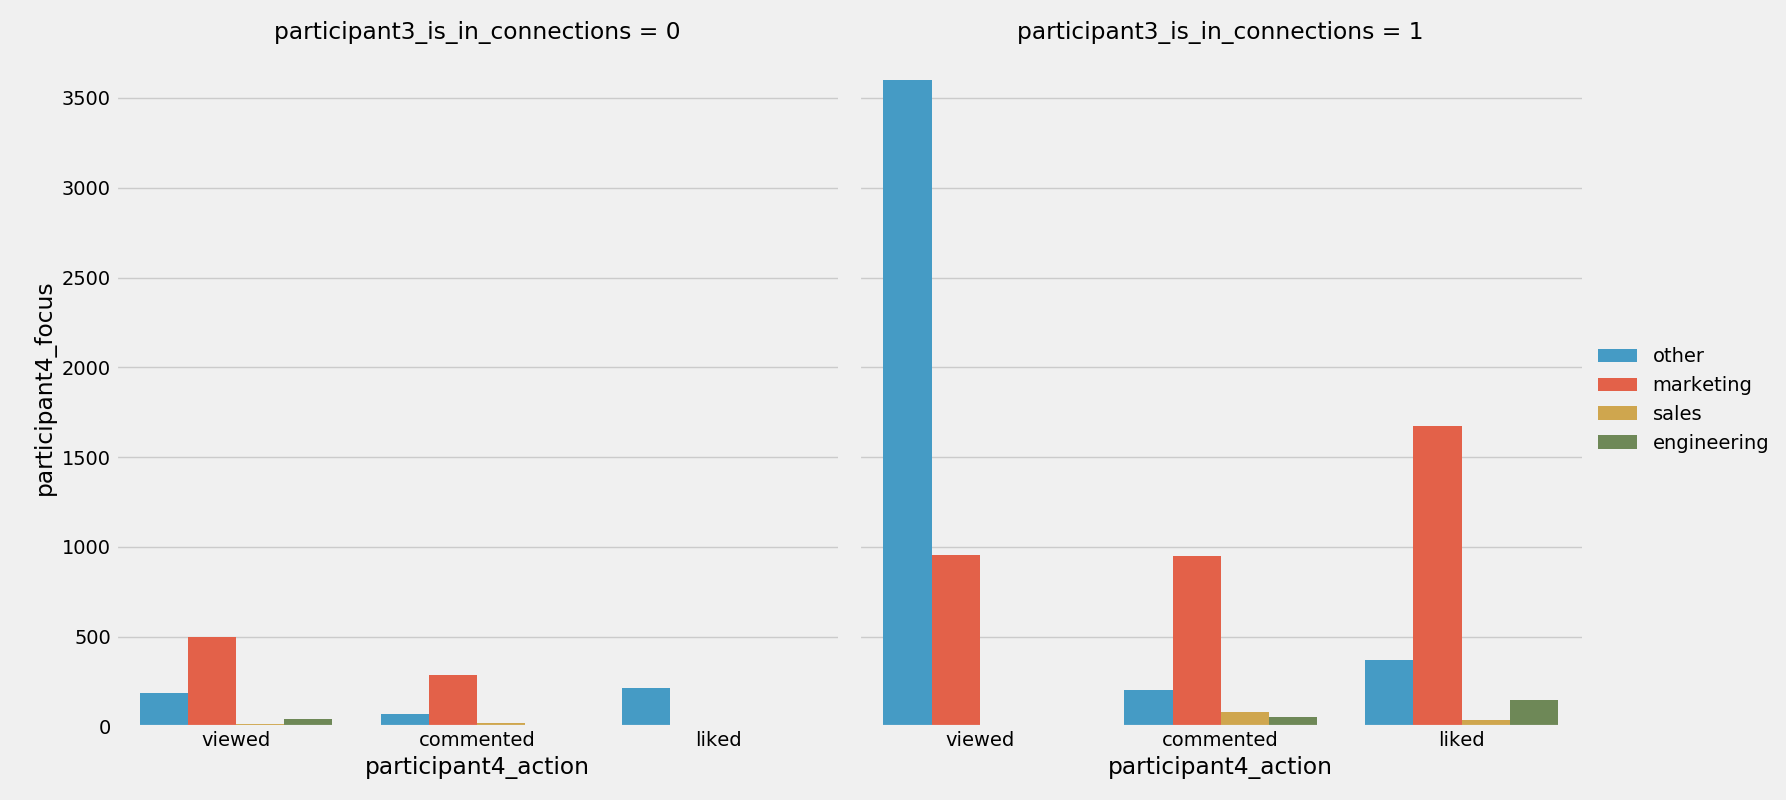 participant3_is_in_connections = 0
participant3_is_in_connections = 1
participant4_focus
3500
3000
2500
2000
1500
1000
500
0
viewed
commented
liked
viewed
commented
liked
participant4_action
participant4_action
other
marketing
sales
engineering